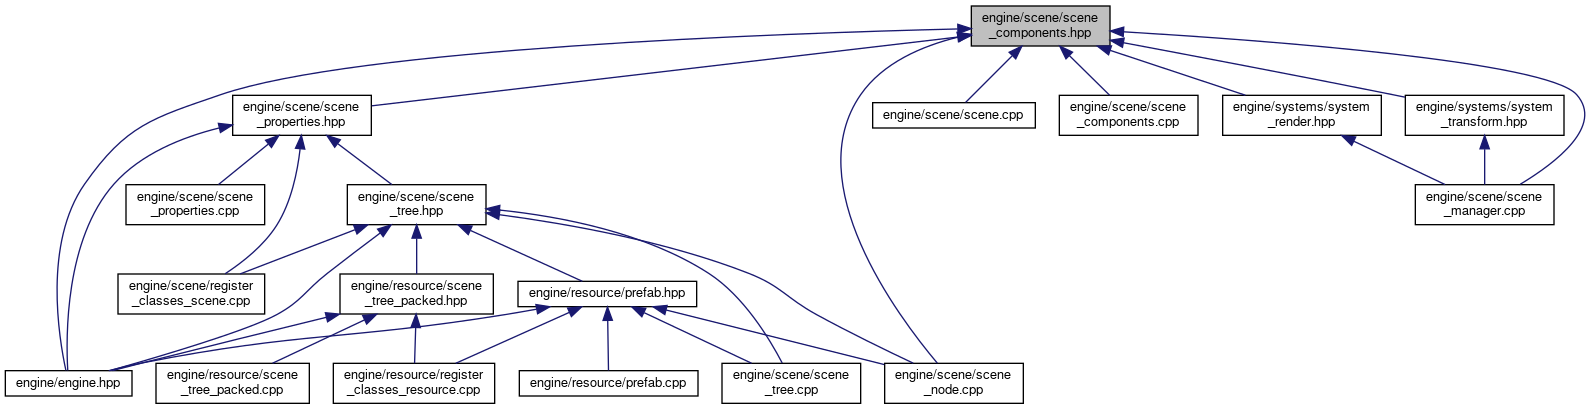 engine/scene/scene
_components.hpp
engine/scene/scene
_properties.hpp
engine/scene/scene.cpp
engine/scene/scene
_components.cpp
engine/systems/system
_render.hpp
engine/systems/system
_transform.hpp
engine/scene/scene
_properties.cpp
engine/scene/scene
_tree.hpp
engine/scene/scene
_manager.cpp
engine/scene/register
_classes_scene.cpp
engine/resource/scene
_tree_packed.hpp
engine/resource/prefab.hpp
engine/engine.hpp
engine/resource/scene
_tree_packed.cpp
engine/resource/register
_classes_resource.cpp
engine/resource/prefab.cpp
engine/scene/scene
_tree.cpp
engine/scene/scene
_node.cpp